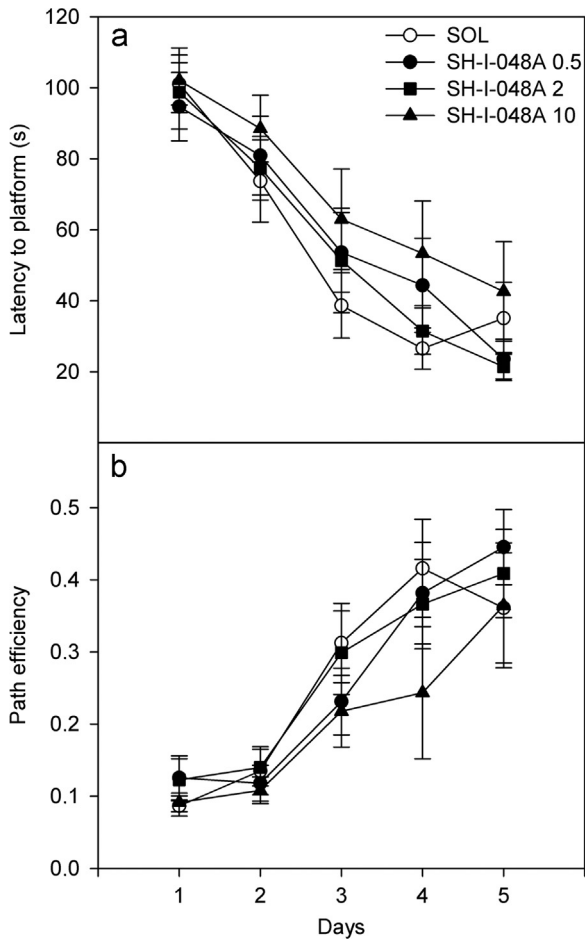 a
SOL
SH-I-048A 0.5
SH-I-048A 2
SH-I-048A 10
Latency to platform (s)
120
100
80
60
40
20
b
Path efficiency
0.5
0.4
0.3
0.2
0.1
0.0
1 2 3 4 5
Days